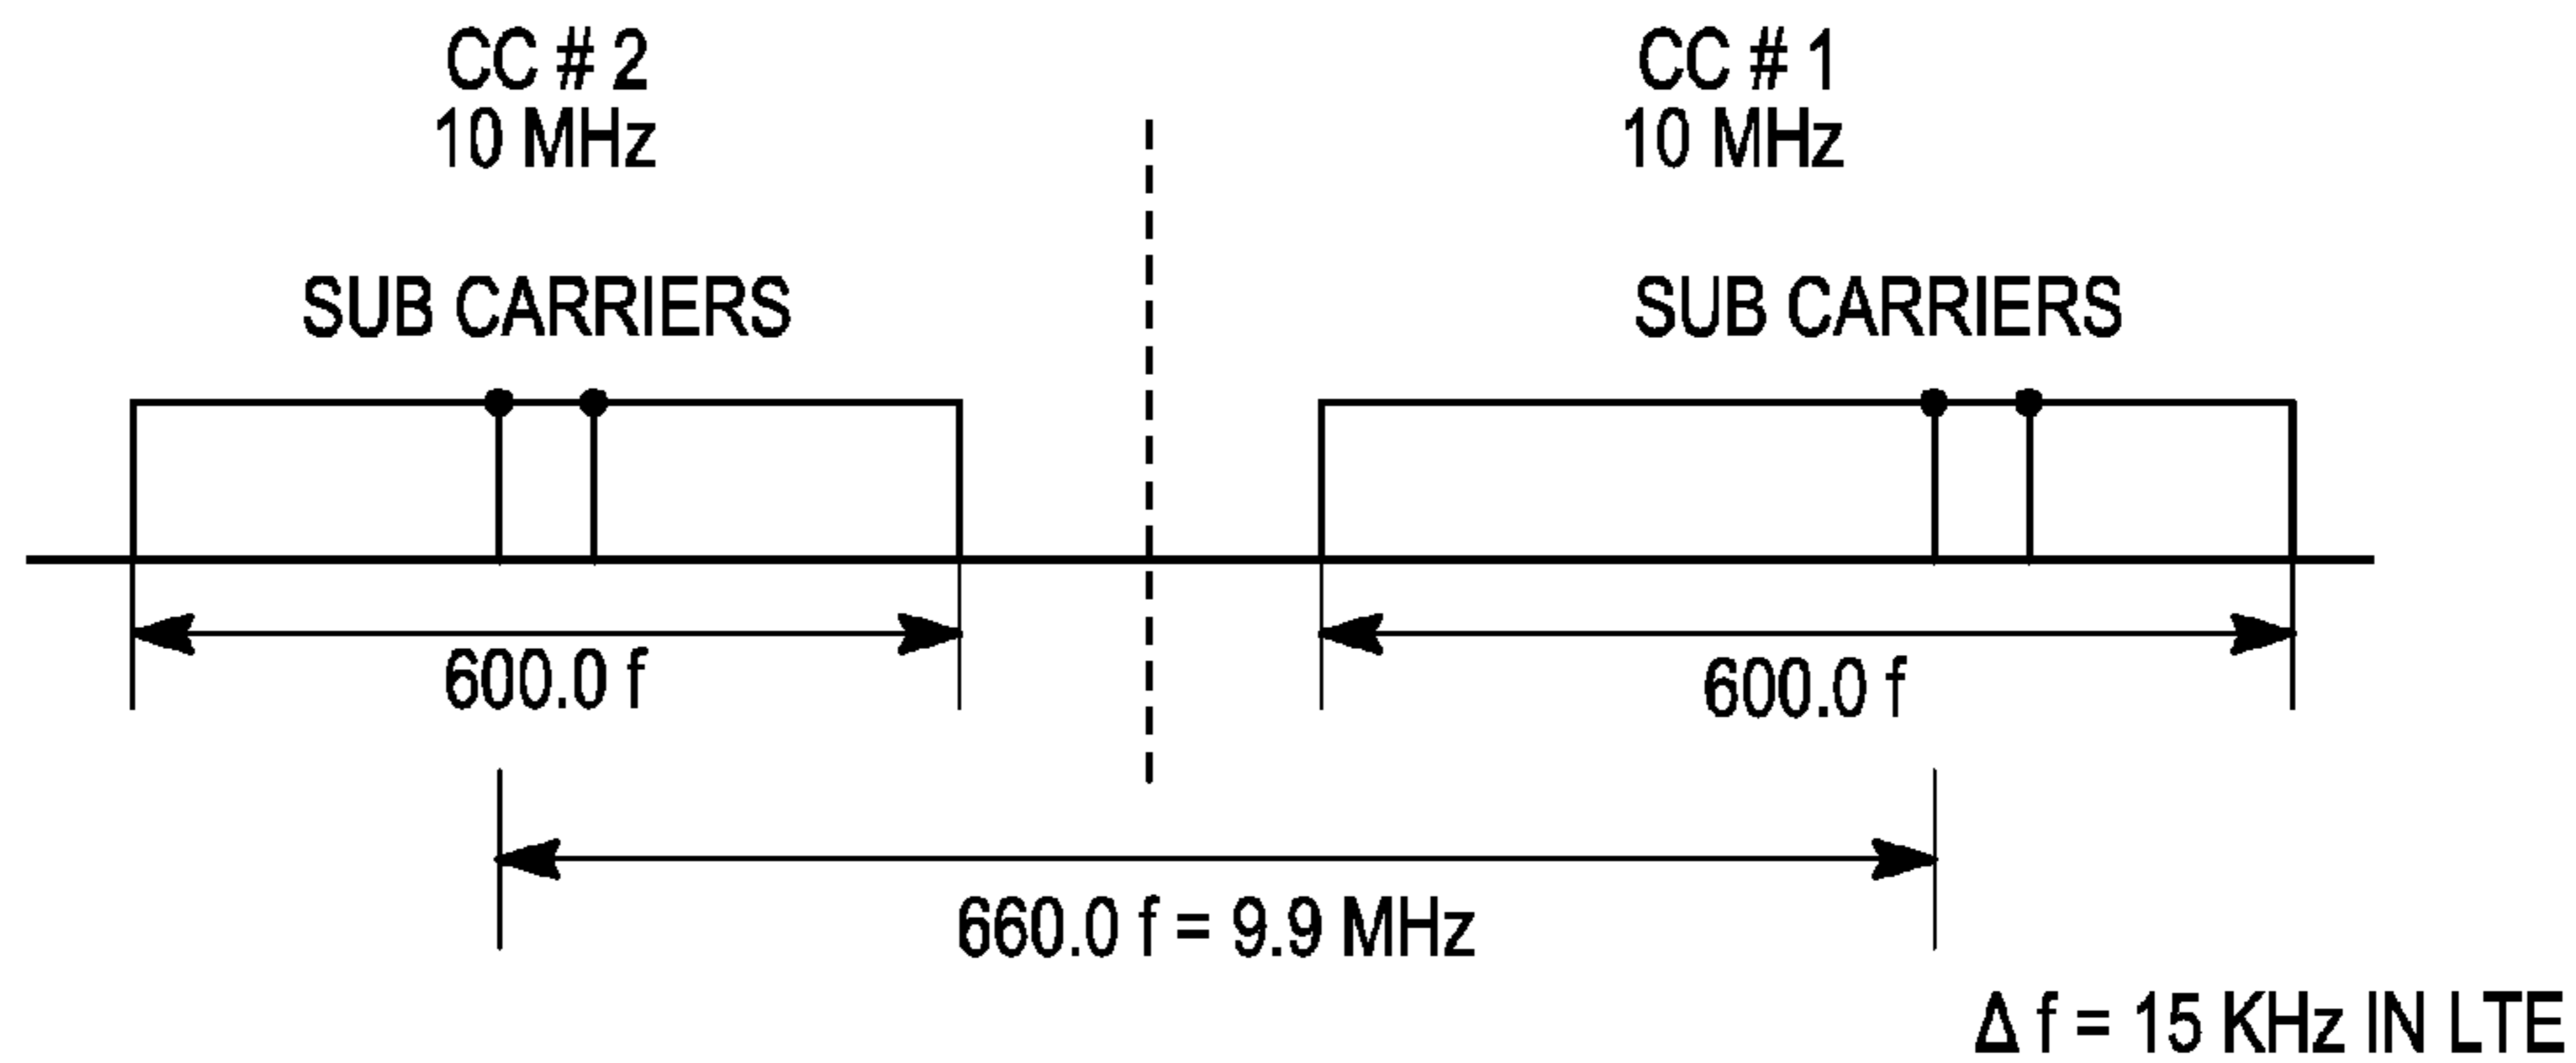 CC # 2
10 MHz
CC # 1
10 MHz
SUB CARRIERS
SUB CARRIERS
600.0 f
600.0 f
660.0 f = 9.9 MHz
Δ f = 15 KHz IN LTE